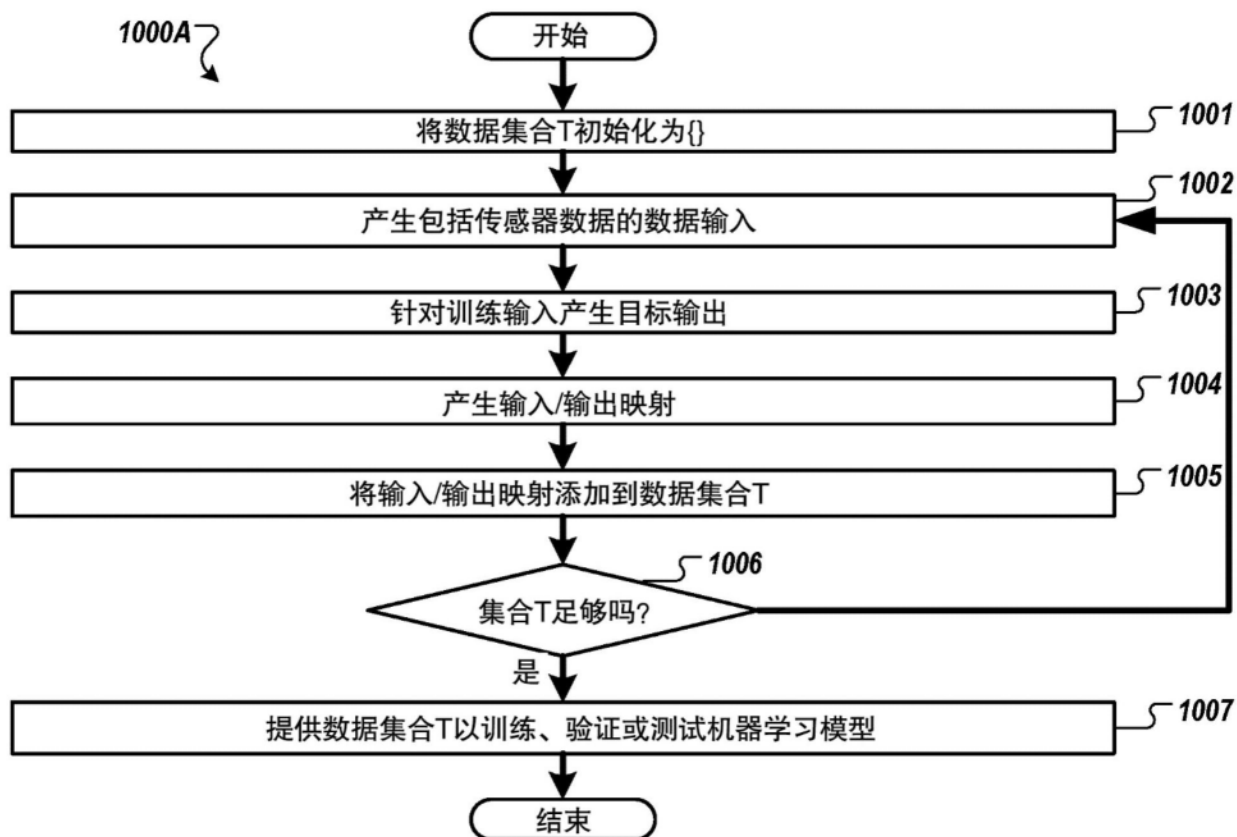 1000A
开始
将数据集合T初始化为{}
1001
产生包括传感器数据的数据输入
1002
针对训练输入产生目标输出
1003
产生输入/输出映射
1004
将输入/输出映射添加到数据集合T
1005
集合T足够吗?
1006
是
提供数据集合T以训练、验证或测试机器学习模型
1007
结束